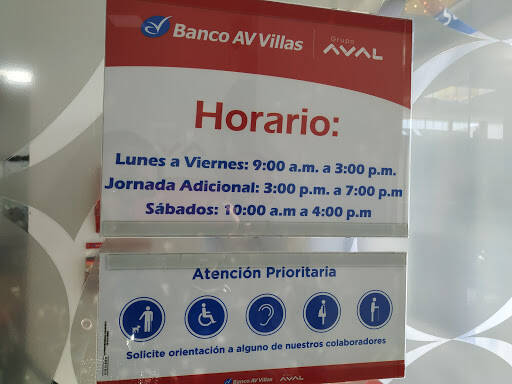 Banco AV Villas
Grupo
AVAL
Horario:
Lunes a Viernes: 9:00 a.m. a 3:00 p.m.
Jornada Adicional: 3:00 p.m. a 7:00 p.m
Sábados: 10:00 a.m a 4:00 p.m
Atención Prioritaria
Solicite orientación a alguno de nuestros colaboradores
Banco AV Villas
AVAL